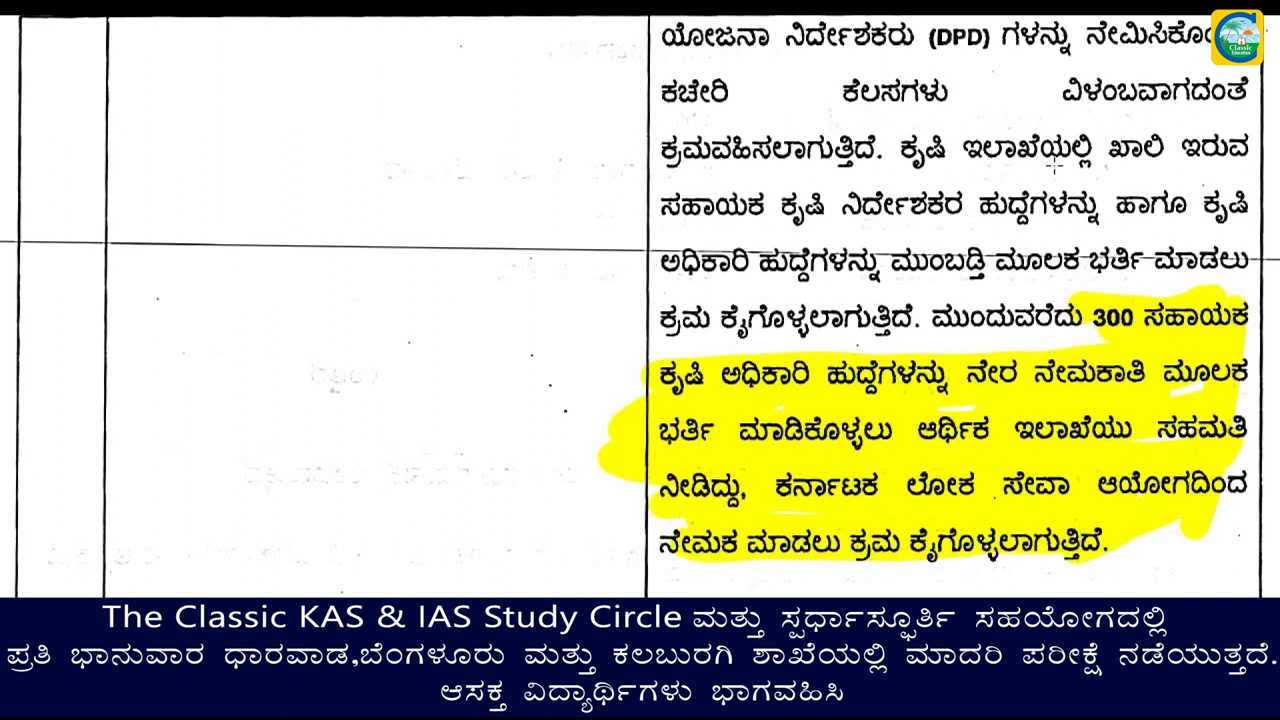 ಯೋಜನಾ ನಿರ್ದೇಶಕರು (DPD) ಗಳನ್ನು
Classic
Education
ಕಚೇರಿ ಕೆಲಸಗಳು ವಿಳಂಬವಾಗದಂತೆ
ಕ್ರಮವಹಿಸಲಾಗುತ್ತಿದೆ. ಕೃಷಿ ಇಲಾಖೆಯಲ್ಲಿ ಖಾಲಿ ಇರುವ
ಸಹಾಯಕ ಕೃಷಿ ನಿರ್ದೇಶಕರ ಹುದ್ದೆಗಳನ್ನು ಹಾಗೂ ಕೃಷಿ
ಅಧಿಕಾರಿ ಹುದ್ದೆಗಳನ್ನು ಮುಂಬಡ್ತಿ ಮೂಲಕ ಭರ್ತಿ ಮಾಡಲು
ಕ್ರಮ ಕೈಗೊಳ್ಳಲಾಗುತ್ತಿದೆ. ಮುಂದುವರೆದು 300 ಸಹಾಯಕ
ಕೃಷಿ ಅಧಿಕಾರಿ ಹುದ್ದೆಗಳನ್ನು ನೇರ ನೇಮಕಾತಿ ಮೂಲಕ
ಭರ್ತಿ ಮಾಡಿಕೊಳ್ಳಲು ಆರ್ಥಿಕ ಇಲಾಖೆಯು ಸಹಮತಿ
ನೀಡಿದ್ದು, ಕರ್ನಾಟಕ ಲೋಕ ಸೇವಾ ಆಯೋಗದಿಂದ
ನೇಮಕ ಮಾಡಲು ಕ್ರಮ ಕೈಗೊಳ್ಳಲಾಗುತ್ತಿದೆ.
The Classic KAS & IAS Study Circle ಮತ್ತು ಸ್ಪರ್ಧಾಸ್ಫೂರ್ತಿ ಸಹಯೋಗದಲ್ಲಿ
ಪ್ರತಿ ಭಾನುವಾರ ಧಾರವಾಡ,ಬೆಂಗಳೂರು ಮತ್ತು ಕಲಬುರಗಿ ಶಾಖೆಯಲ್ಲಿ ಮಾದರಿ ಪರೀಕ್ಷೆ ನಡೆಯುತ್ತದೆ.
ಆಸಕ್ತ ವಿದ್ಯಾರ್ಥಿಗಳು ಭಾಗವಹಿಸಿ